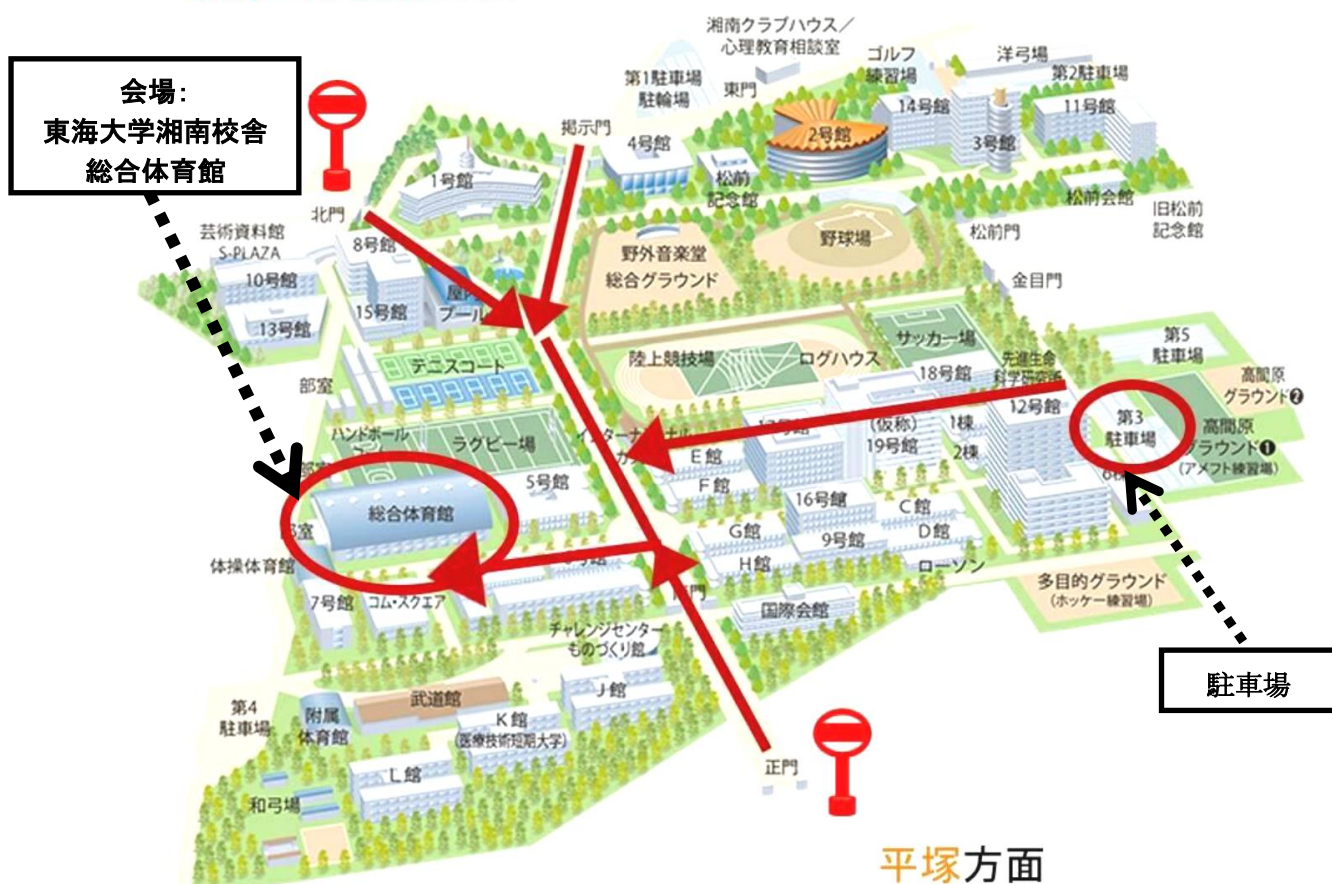 湘南クラブハウス／
心理教育相談室
ゴルフ
練習場
洋弓場
第1駐車場
駐輪場
東門
第2駐車場
会場：
東海大学湘南校舎
総合体育館
掲示門
4号館
2号館
14号館
3号館
11号館
1号館
松前
記念館
松前会館
旧松前
記念館
北門
芸術資料館
S-PLAZA
8号館
野外音楽堂
総合グラウンド
野球場
松前門
10号館
15号館
金目門
13号館
テニスコート
陸上競技場
ログハウス
サッカー場
第5
駐車場
部室
18号館
先進生命
12号館
第3
駐車場
高間原
グラウンド❷
ハンドボール
ラグビー場
(仮称)
19号館
1棟
2棟
高間原
グラウンド❶
(アメフト練習場)
E館
F館
5号館
総合体育館
16号館
C館
G館
9号館
D館
H館
ローソン
体操体育館
7号館
コム・スクエア
国際会館
多目的グラウンド
(ホッケー練習場)
チャレンジセンター
ものづくり館
駐車場
第4
駐車場
附属
体育館
武道館
J館
K館
(医療技術短期大学)
L館
和弓場
正門
平塚方面